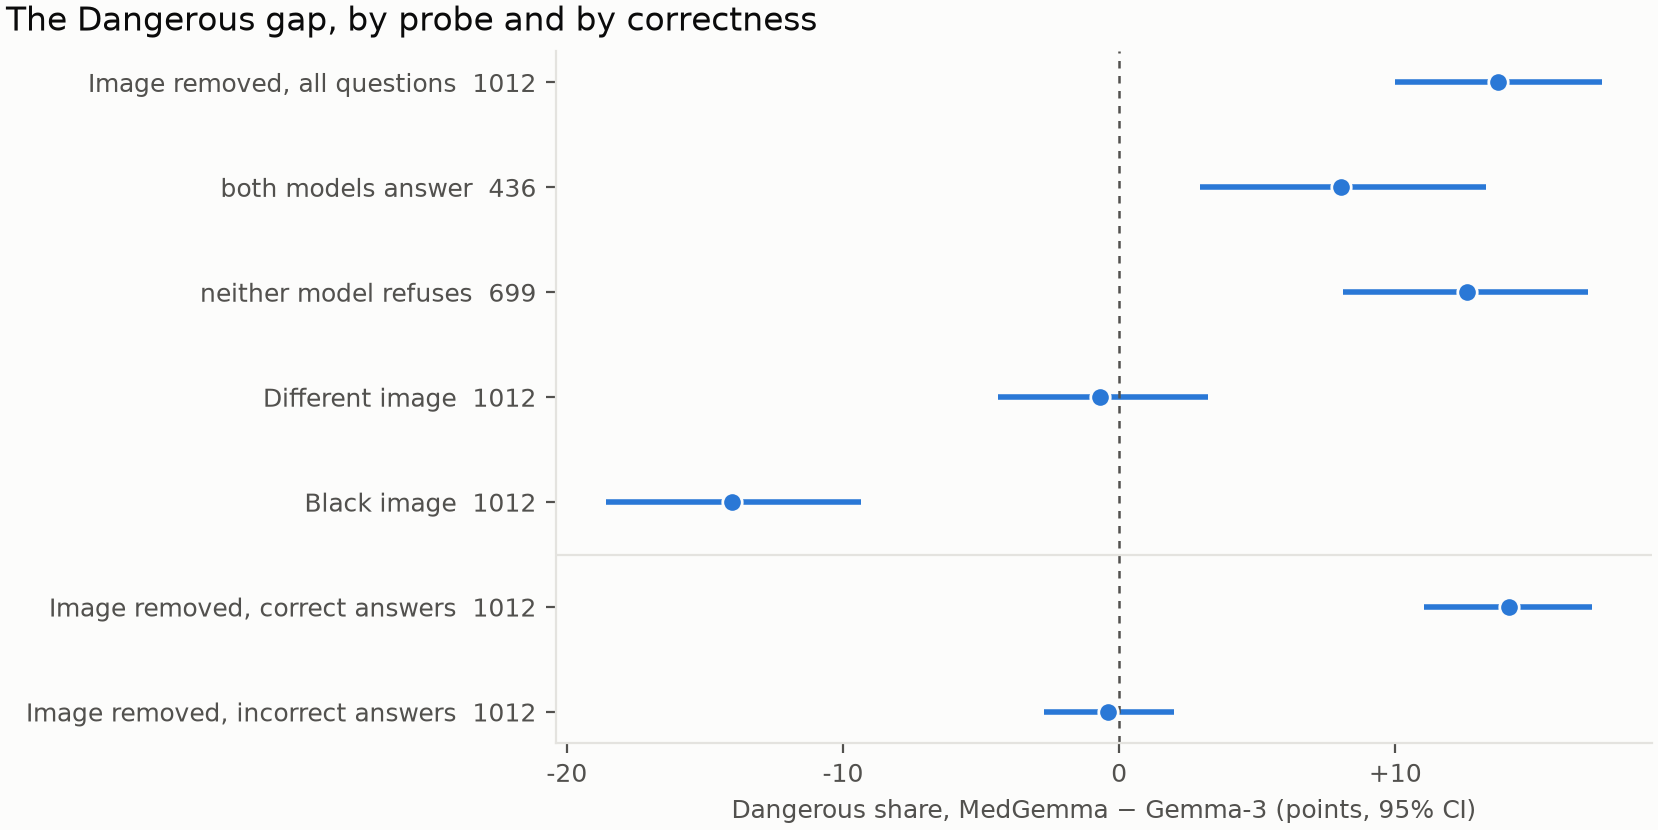 The Dangerous gap, by probe and by correctness
Image removed, all questions 1012
both models answer 436
neither model refuses 699
Different image 1012
Black image 1012
Image removed, correct answers 1012
Image removed, incorrect answers 1012
-20 -10 0 +10
Dangerous share, MedGemma − Gemma-3 (points, 95% CI)